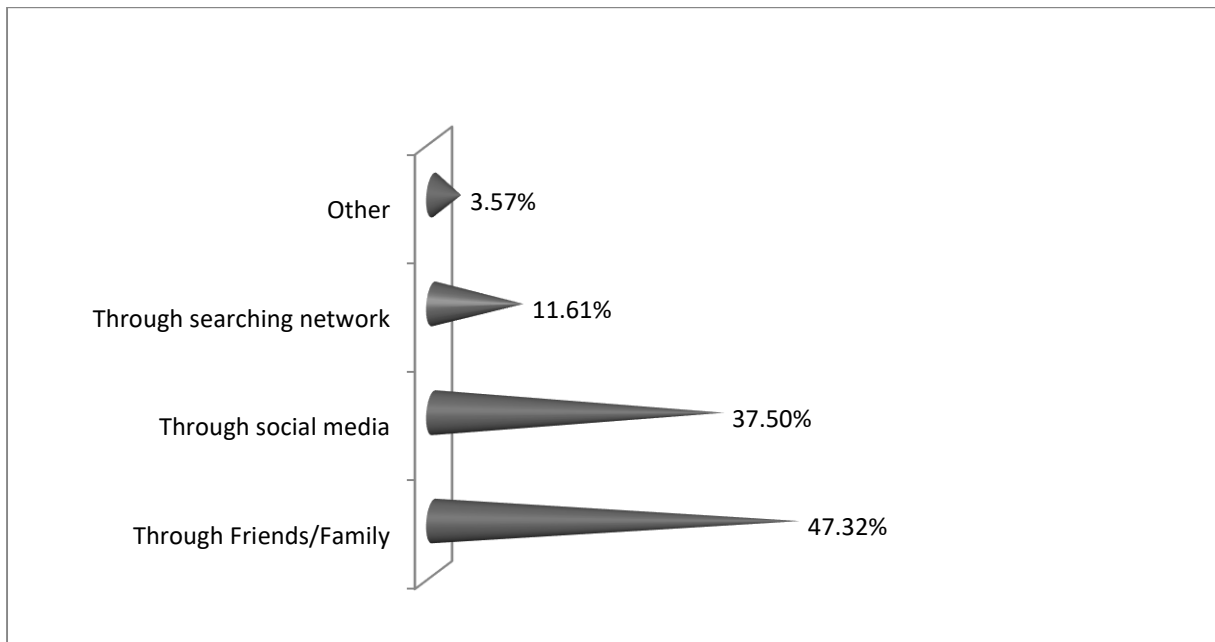 Other 3.57%
Through searching network 11.61%
Through social media 37.50%
Through Friends/Family 47.32%